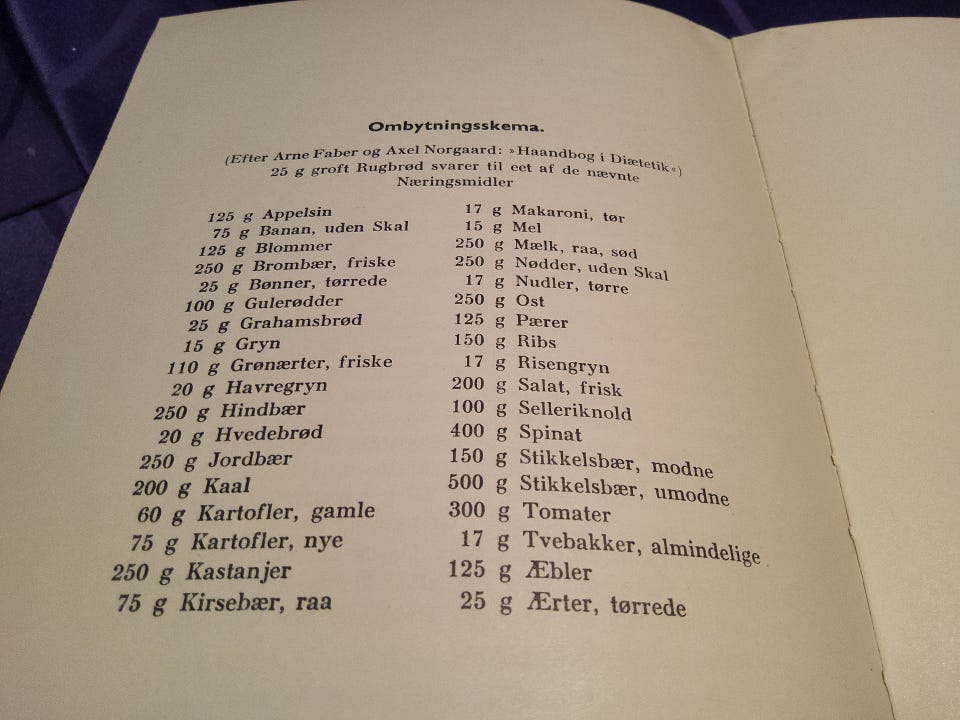 Ombytningsskema.
(Efter Arne Faber og Axel Norgaard: »Haandbog i Diætetik«)
25 g groft Rugbrød svarer til eet af de nævnte
Næringsmidler
125 g Appelsin
75 g Banan, uden Skal
125 g Blommer
250 g Brombær, friske
25 g Bønner, tørrede
100 g Gulerødder
25 g Grahamsbrød
15 g Gryn
110 g Grønærter, friske
20 g Havregryn
250 g Hindbær
20 g Hvedebrød
250 g Jordbær
200 g Kaal
60 g Kartofler, gamle
75 g Kartofler, nye
250 g Kastanjer
75 g Kirsebær, raa
17 g Makaroni, tør
15 g Mel
250 g Mælk, raa, sød
250 g Nødder, uden Skal
17 g Nudler, tørre
250 g Ost
125 g Pærer
150 g Ribs
17 g Risengryn
200 g Salat, frisk
100 g Selleriknold
400 g Spinat
150 g Stikkelsbær, modne
500 g Stikkelsbær, umodne
300 g Tomater
17 g Tvebakker, almindelige
125 g Æbler
25 g Ærter, tørrede